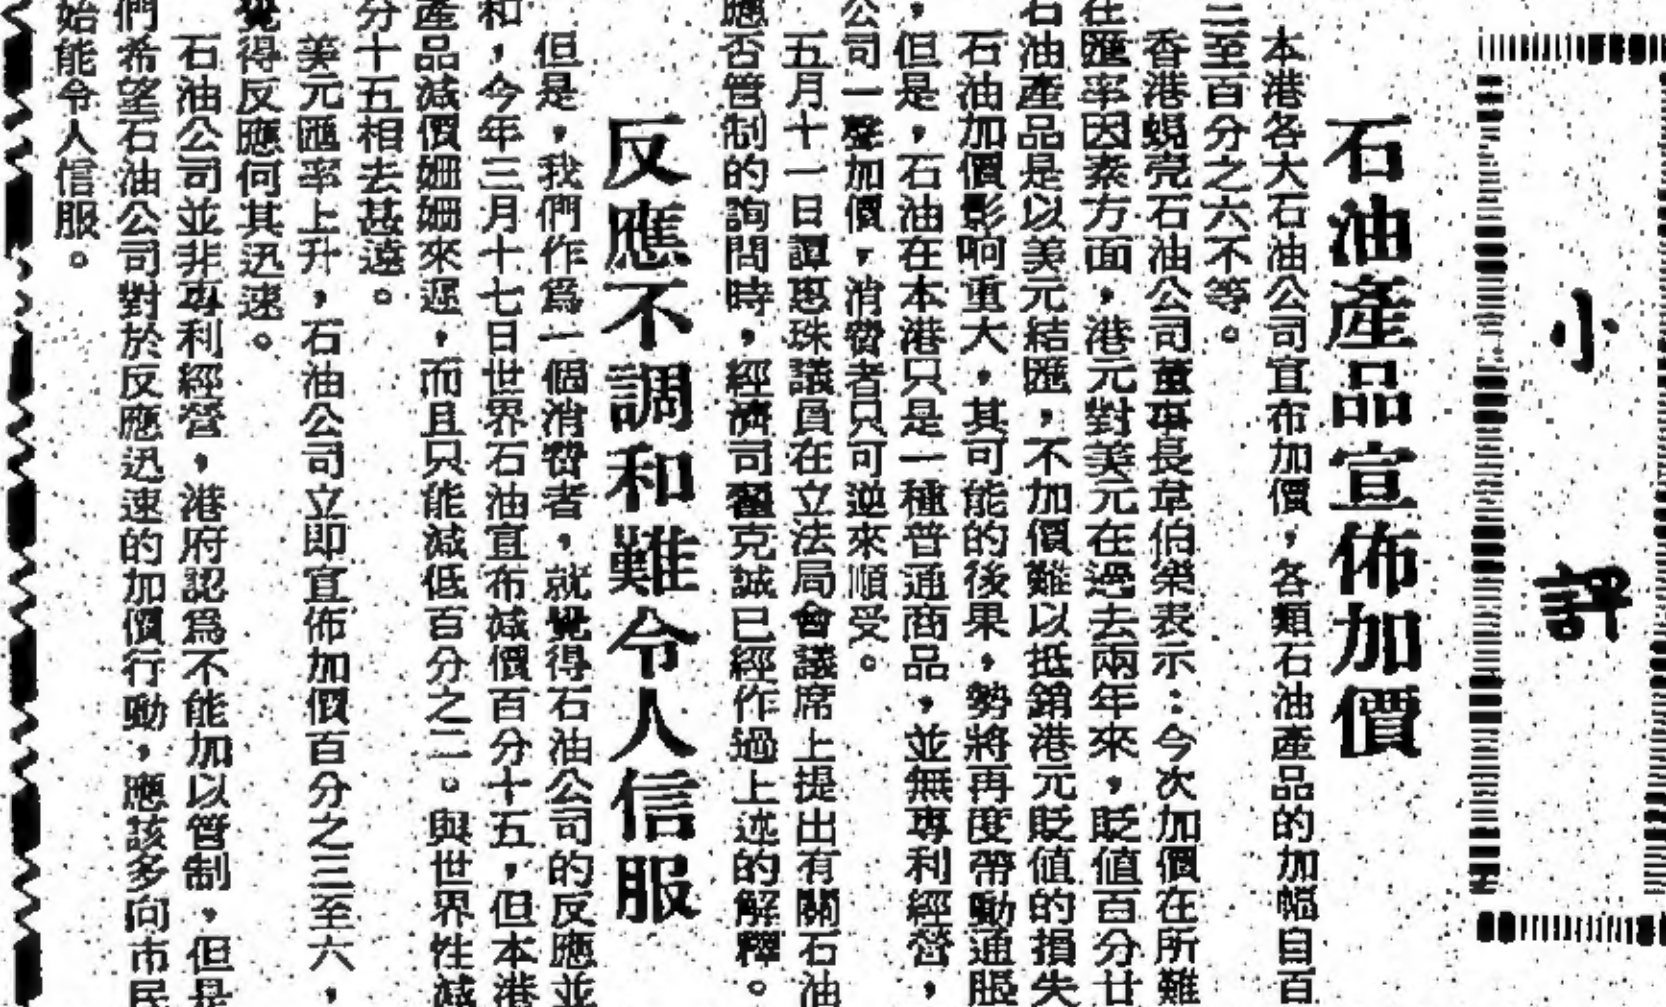 小評
石油產品宣佈加價
本港各大石油公司宣布加價，各類石油產品的加幅自百
三至百分之六不等。
香港蜆壳石油公司董事長韋伯樂表示：今次加價在所難
在匯率因素方面，港元對美元在過去兩年來，貶值百分廿
石油產品是以美元結匯，不加價難以抵銷港元貶值的損失
石油加價影响重大，其可能的後果，勢將再度帶動通脹
，但是，石油在本港只是一種普通商品，並無專利經營，
公司一聲加價，消費者只可逆來順受。
五月十一日譚惠珠議員在立法局會議席上提出有關石油
應否管制的詢問時，經濟司翟克誠已經作過上述的解釋。
反應不調和難令人信服
但是，我們作爲一個消費者，就覺得石油公司的反應並
和，今年三月十七日世界石油宣布減價百分十五，但本港
產品減價姍姍來遲，而且只能減低百分之二。與世界性減
分十五相去甚遠。
美元匯率上升，石油公司立即宣佈加價百分之三至六，
覺得反應何其迅速。
石油公司並非專利經營，港府認爲不能加以管制，但是
們希望石油公司對於反應迅速的加價行動，應該多向市民
始能令人信服。